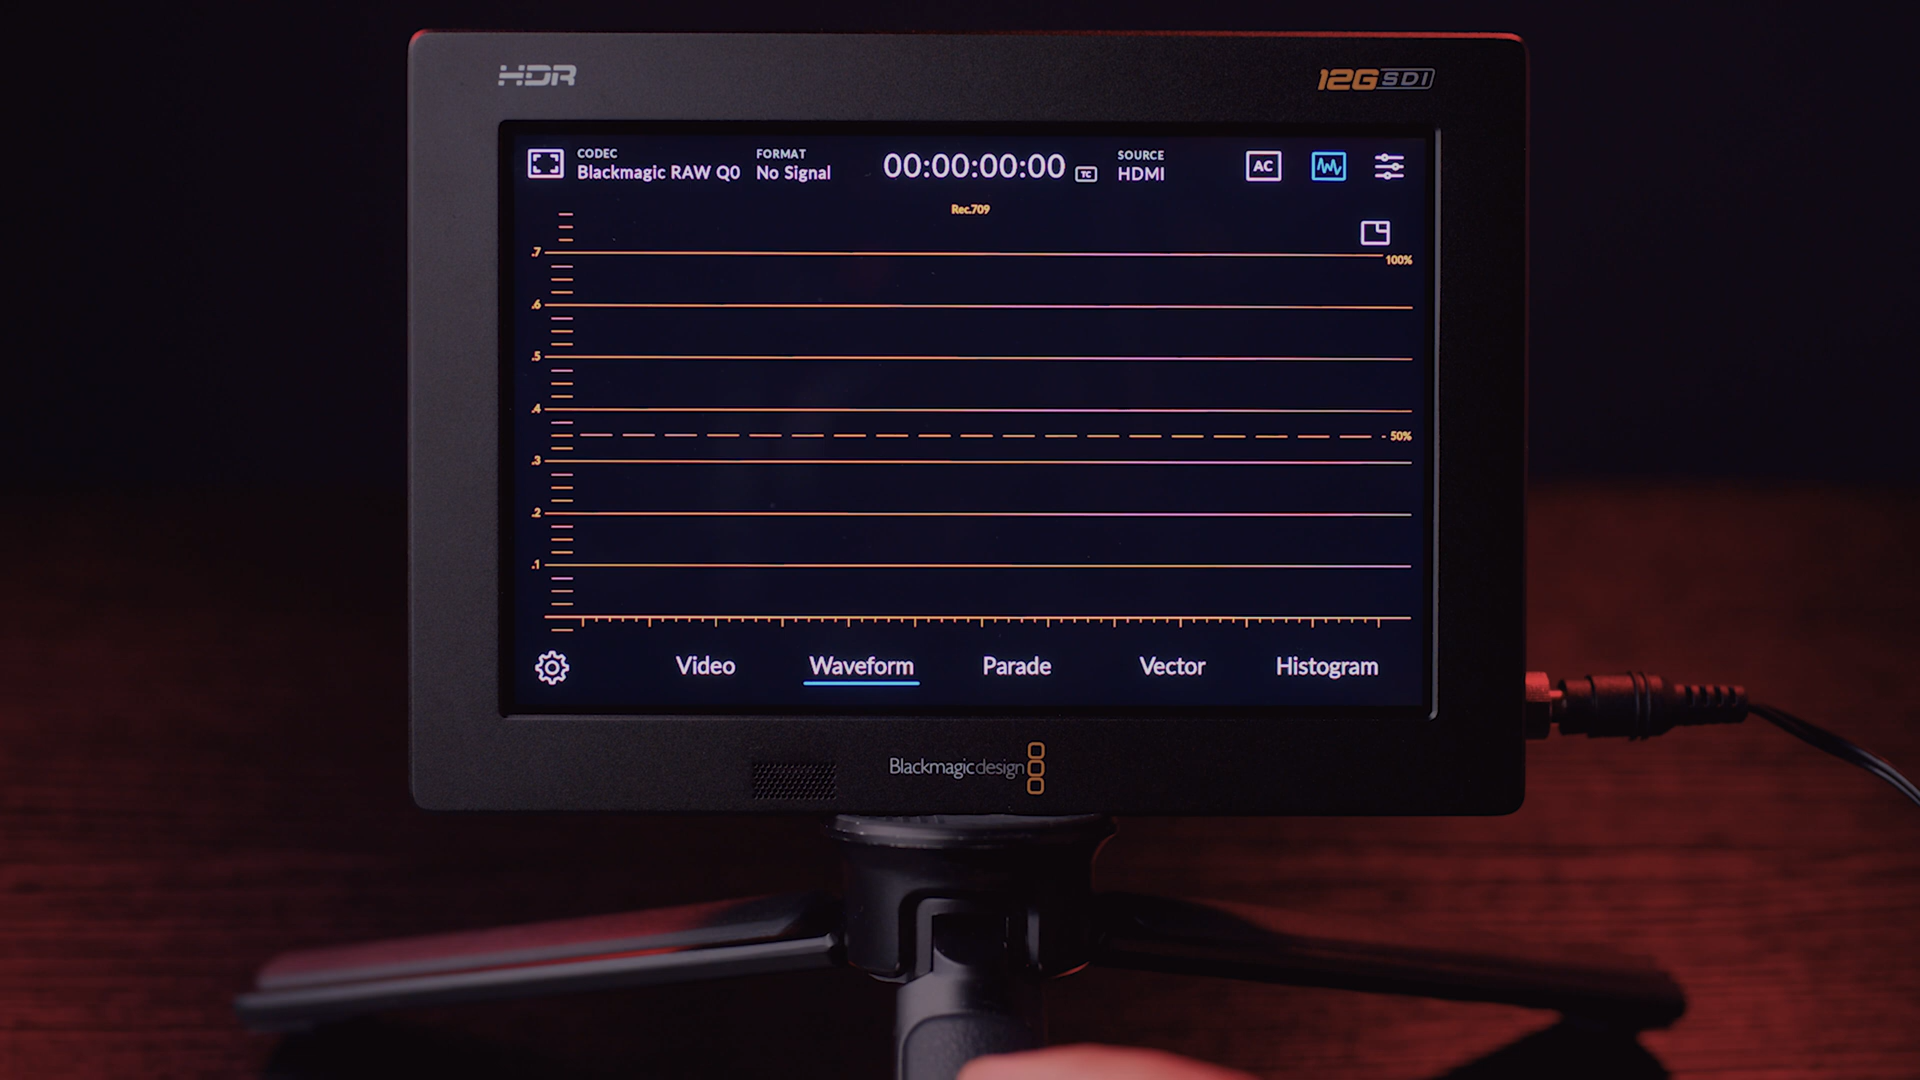 HDR
12G SDI
CODEC
Blackmagic RAW Q0
FORMAT
No Signal
00:00:00:00 TC
SOURCE
HDMI
AC
Rec.709
.7
100%
.6
.5
.4
50%
.3
.2
.1
Video
Waveform
Parade
Vector
Histogram
Blackmagicdesign